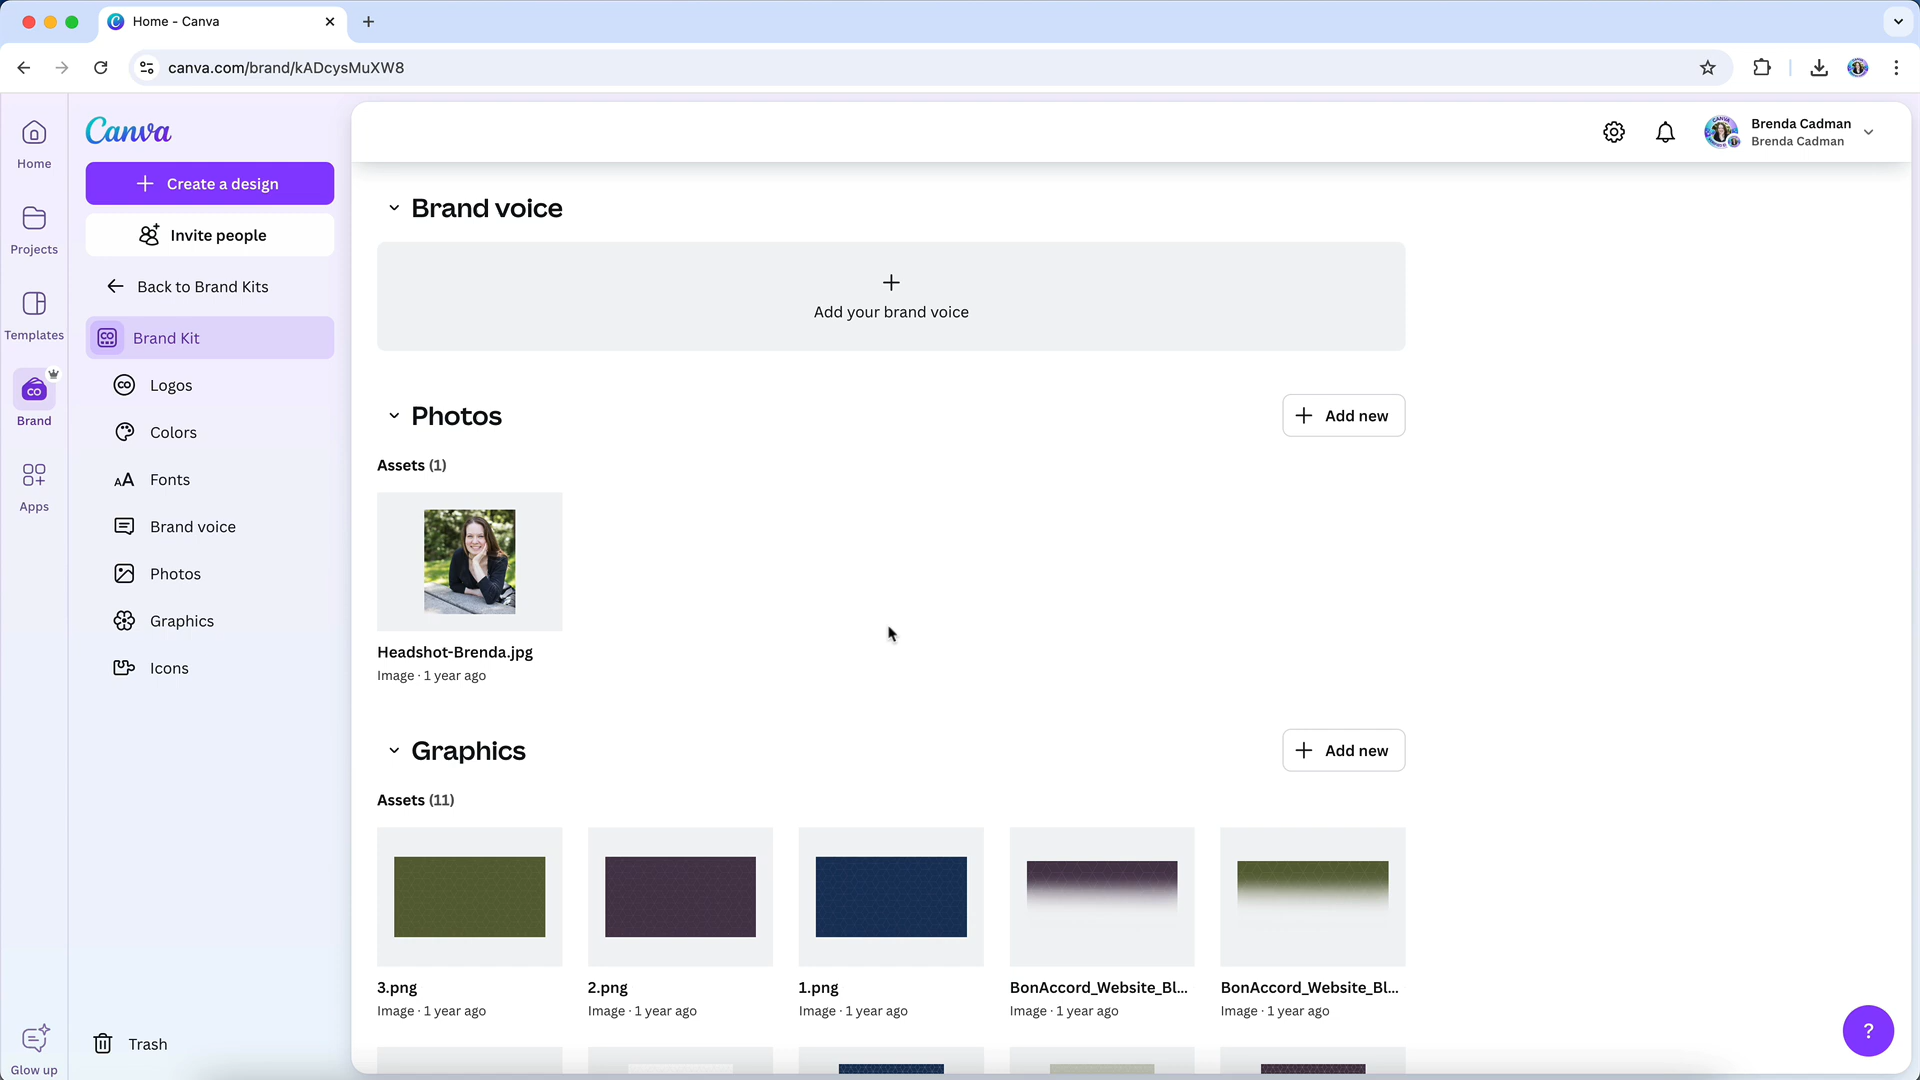 Home - Canva
canva.com/brand/kADcysMuXW8
Home
Projects
Templates
Brand
Apps
Glow up
Canva
Create a design
Invite people
Back to Brand Kits
Brand Kit
Logos
Colors
Fonts
Brand voice
Photos
Graphics
Icons
Trash
Brenda Cadman
Brenda Cadman
Brand voice
Add your brand voice
Photos
Add new
Assets (1)
Headshot-Brenda.jpg
Image · 1 year ago
Graphics
Add new
Assets (11)
3.png
Image · 1 year ago
2.png
Image · 1 year ago
1.png
Image · 1 year ago
BonAccord_Website_Bl...
Image · 1 year ago
BonAccord_Website_Bl...
Image · 1 year ago
?